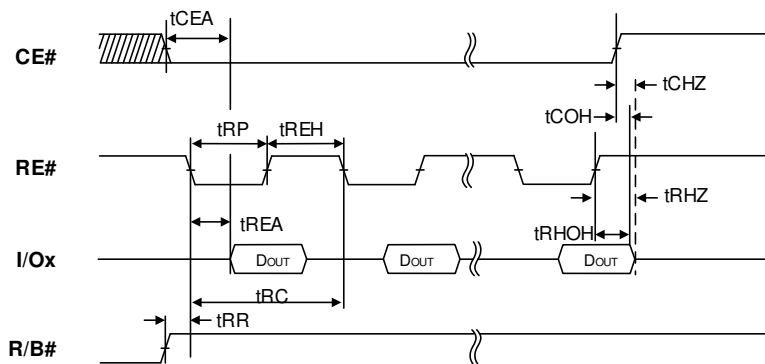 tCEA
CE#
tCHZ
tCOH
tRP
tREH
RE#
tREA
tRHZ
tRHOH
I/Ox
DOUT
DOUT
DOUT
tRC
tRR
R/B#